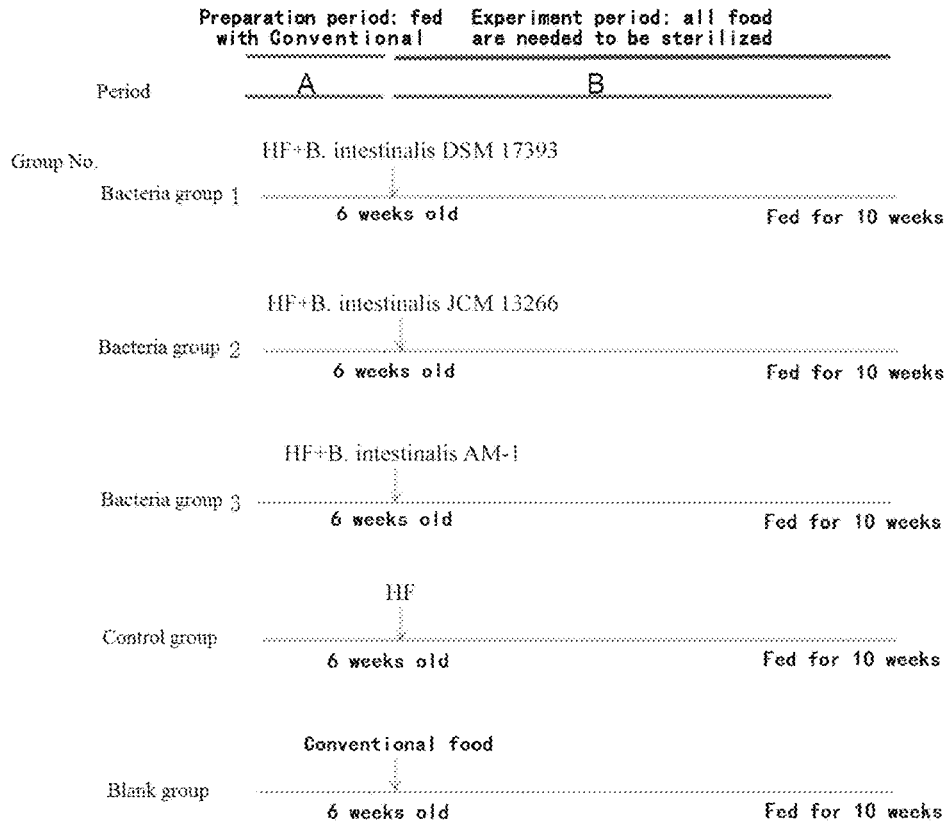 Preparation period: fed with Conventional
Experiment period: all food are needed to be sterilized
Period
A
B
Group No.
HF+B. intestinalis DSM 17393
Bacteria group 1
6 weeks old
Fed for 10 weeks
HF+B. intestinalis JCM 13266
Bacteria group 2
6 weeks old
Fed for 10 weeks
HF+B. intestinalis AM-1
Bacteria group 3
6 weeks old
Fed for 10 weeks
HF
Control group
6 weeks old
Fed for 10 weeks
Conventional food
Blank group
6 weeks old
Fed for 10 weeks